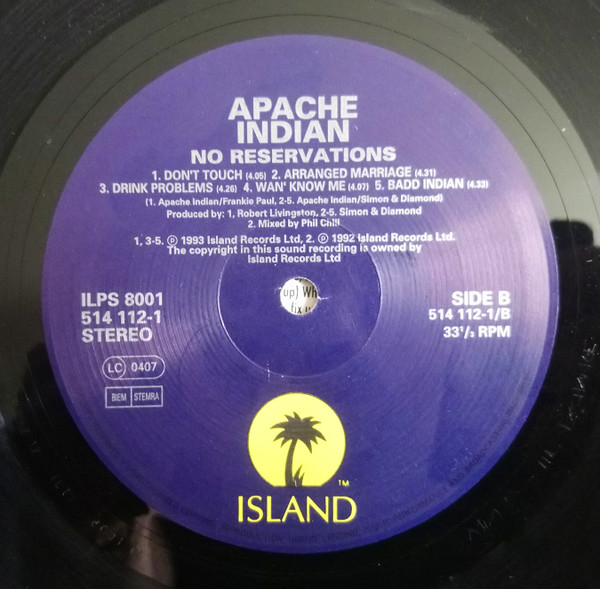 APACHE
INDIAN
NO RESERVATIONS
1. DON'T TOUCH (4.05) 2. ARRANGED MARRIAGE (4.31)
3. DRINK PROBLEMS (4.26) 4. WAN' KNOW ME (4.07) 5. BADD INDIAN (4.33)
(1. Apache Indian/Frankie Paul, 2-5. Apache Indian/Simon & Diamond)
Produced by: 1, Robert Livingston, 2-5. Simon & Diamond
2. Mixed by Phil Chill
1, 3-5. ℗ 1993 Island Records Ltd, 2. ℗ 1992 Island Records Ltd.
The copyright in this sound recording is owned by
Island Records Ltd
up) Wh
fix
ILPS 8001
514 112-1
STEREO
SIDE B
514 112-1/B
33⅓ RPM
LC 0407
BIEM STEMRA
TM
ISLAND